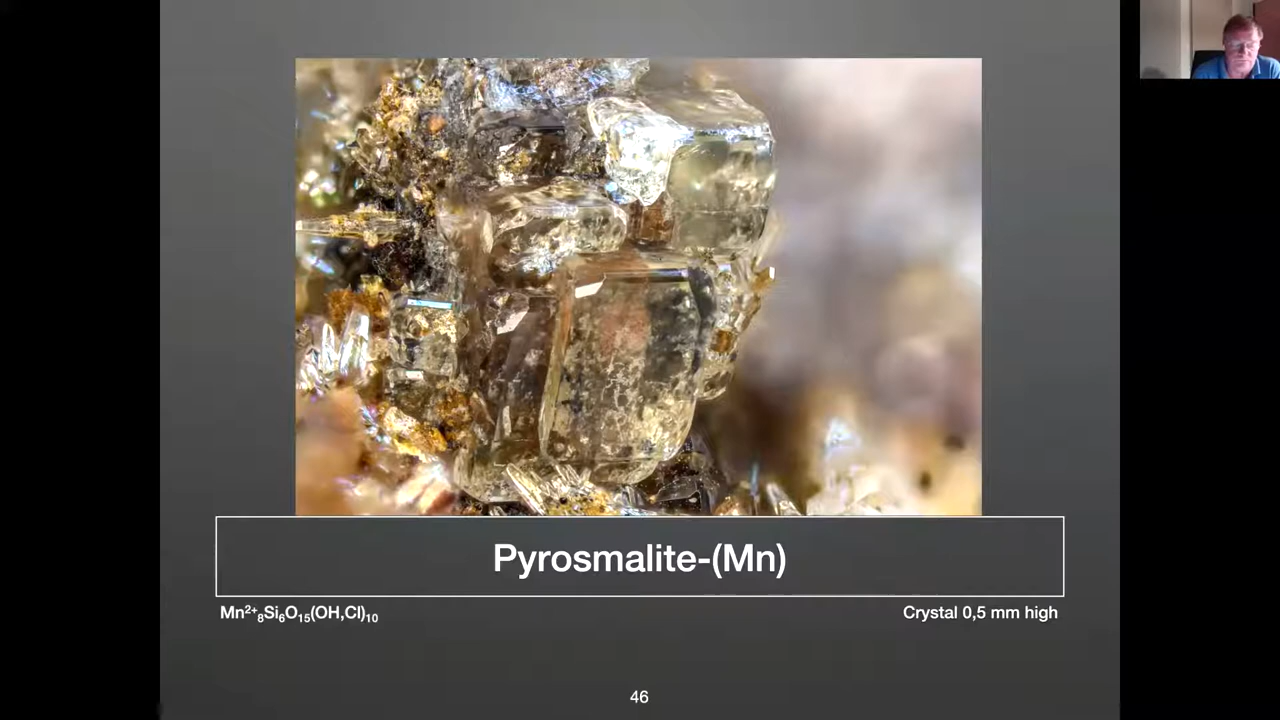 Pyrosmalite-(Mn)
Mn²⁺₈Si₆O₁₅(OH,Cl)₁₀
Crystal 0,5 mm high
46